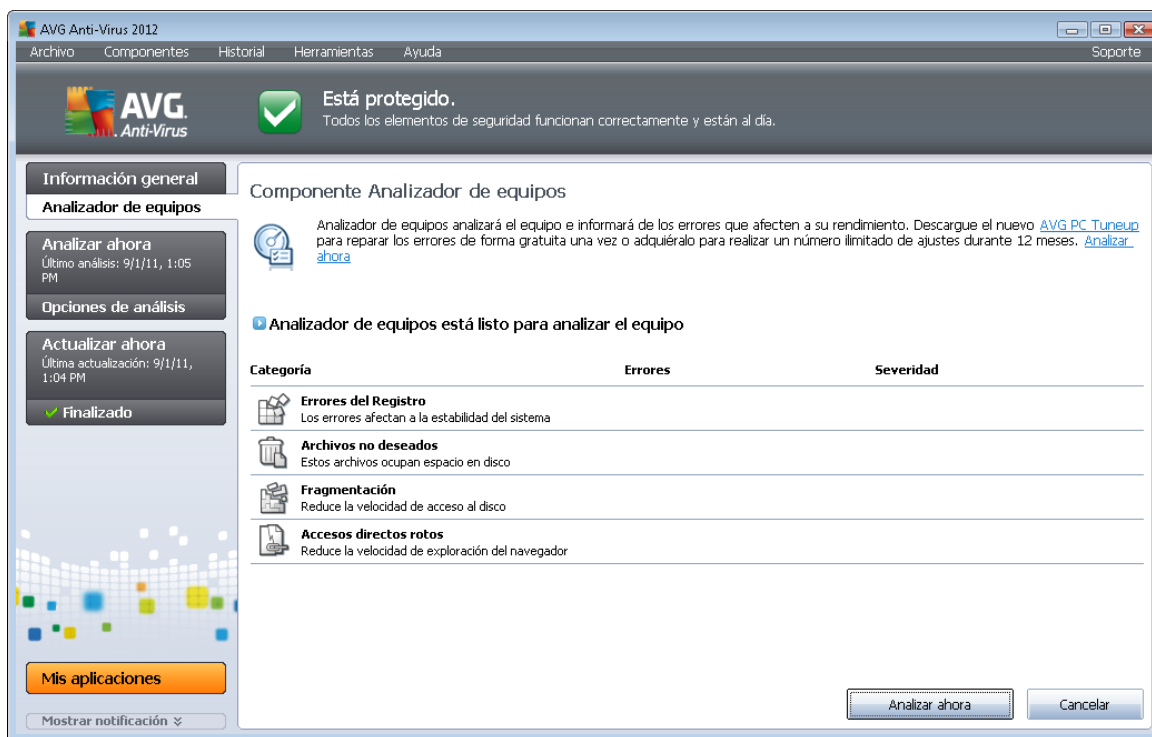 AVG Anti-Virus 2012
Archivo Componentes Historial Herramientas Ayuda Soporte
AVG.
Anti-Virus
Está protegido.
Todos los elementos de seguridad funcionan correctamente y están al día.
Información general
Analizador de equipos
Analizar ahora
Último análisis: 9/1/11, 1:05
PM
Opciones de análisis
Actualizar ahora
Última actualización: 9/1/11,
1:04 PM
Finalizado
Mis aplicaciones
Mostrar notificación
Componente Analizador de equipos
Analizador de equipos analizará el equipo e informará de los errores que afecten a su rendimiento. Descargue el nuevo AVG PC Tuneup
para reparar los errores de forma gratuita una vez o adquiéralo para realizar un número ilimitado de ajustes durante 12 meses. Analizar
ahora
Analizador de equipos está listo para analizar el equipo
Categoría Errores Severidad
Errores del Registro
Los errores afectan a la estabilidad del sistema
Archivos no deseados
Estos archivos ocupan espacio en disco
Fragmentación
Reduce la velocidad de acceso al disco
Accesos directos rotos
Reduce la velocidad de exploración del navegador
Analizar ahora Cancelar